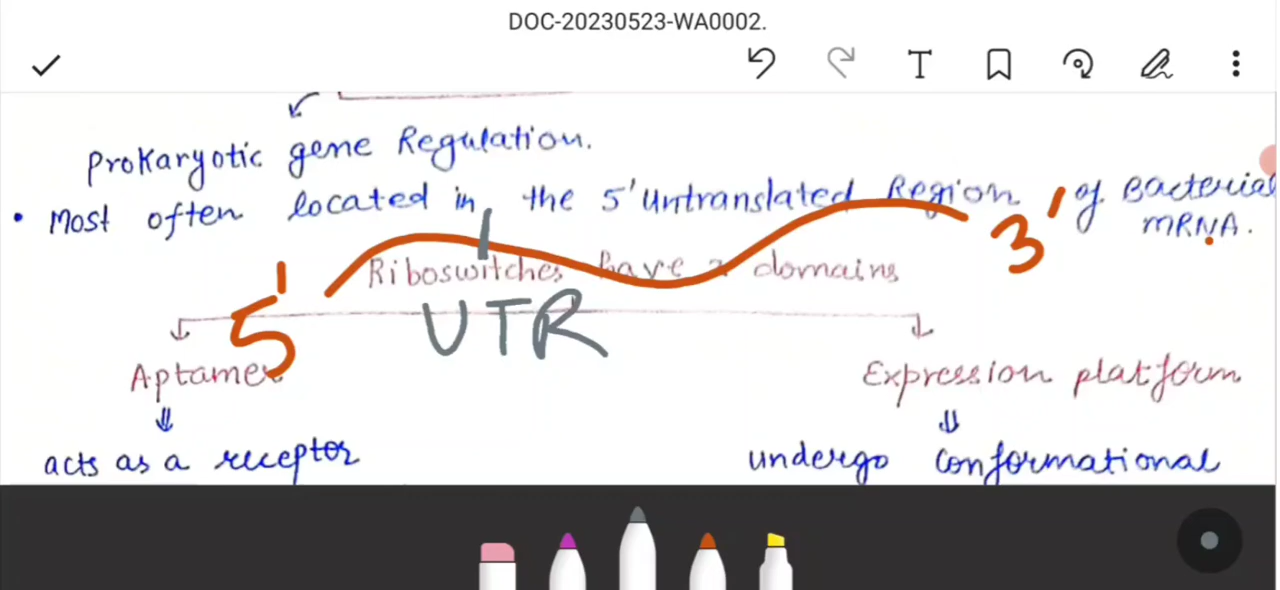 DOC-20230523-WA0002.
T
Prokaryotic gene Regulation.
• Most often located in the 5' Untranslated Region of Bacterial
mRNA.
5' 3'
Riboswitches have 2 domains
UTR
Aptamer Expression platform
acts as a receptor undergo conformational